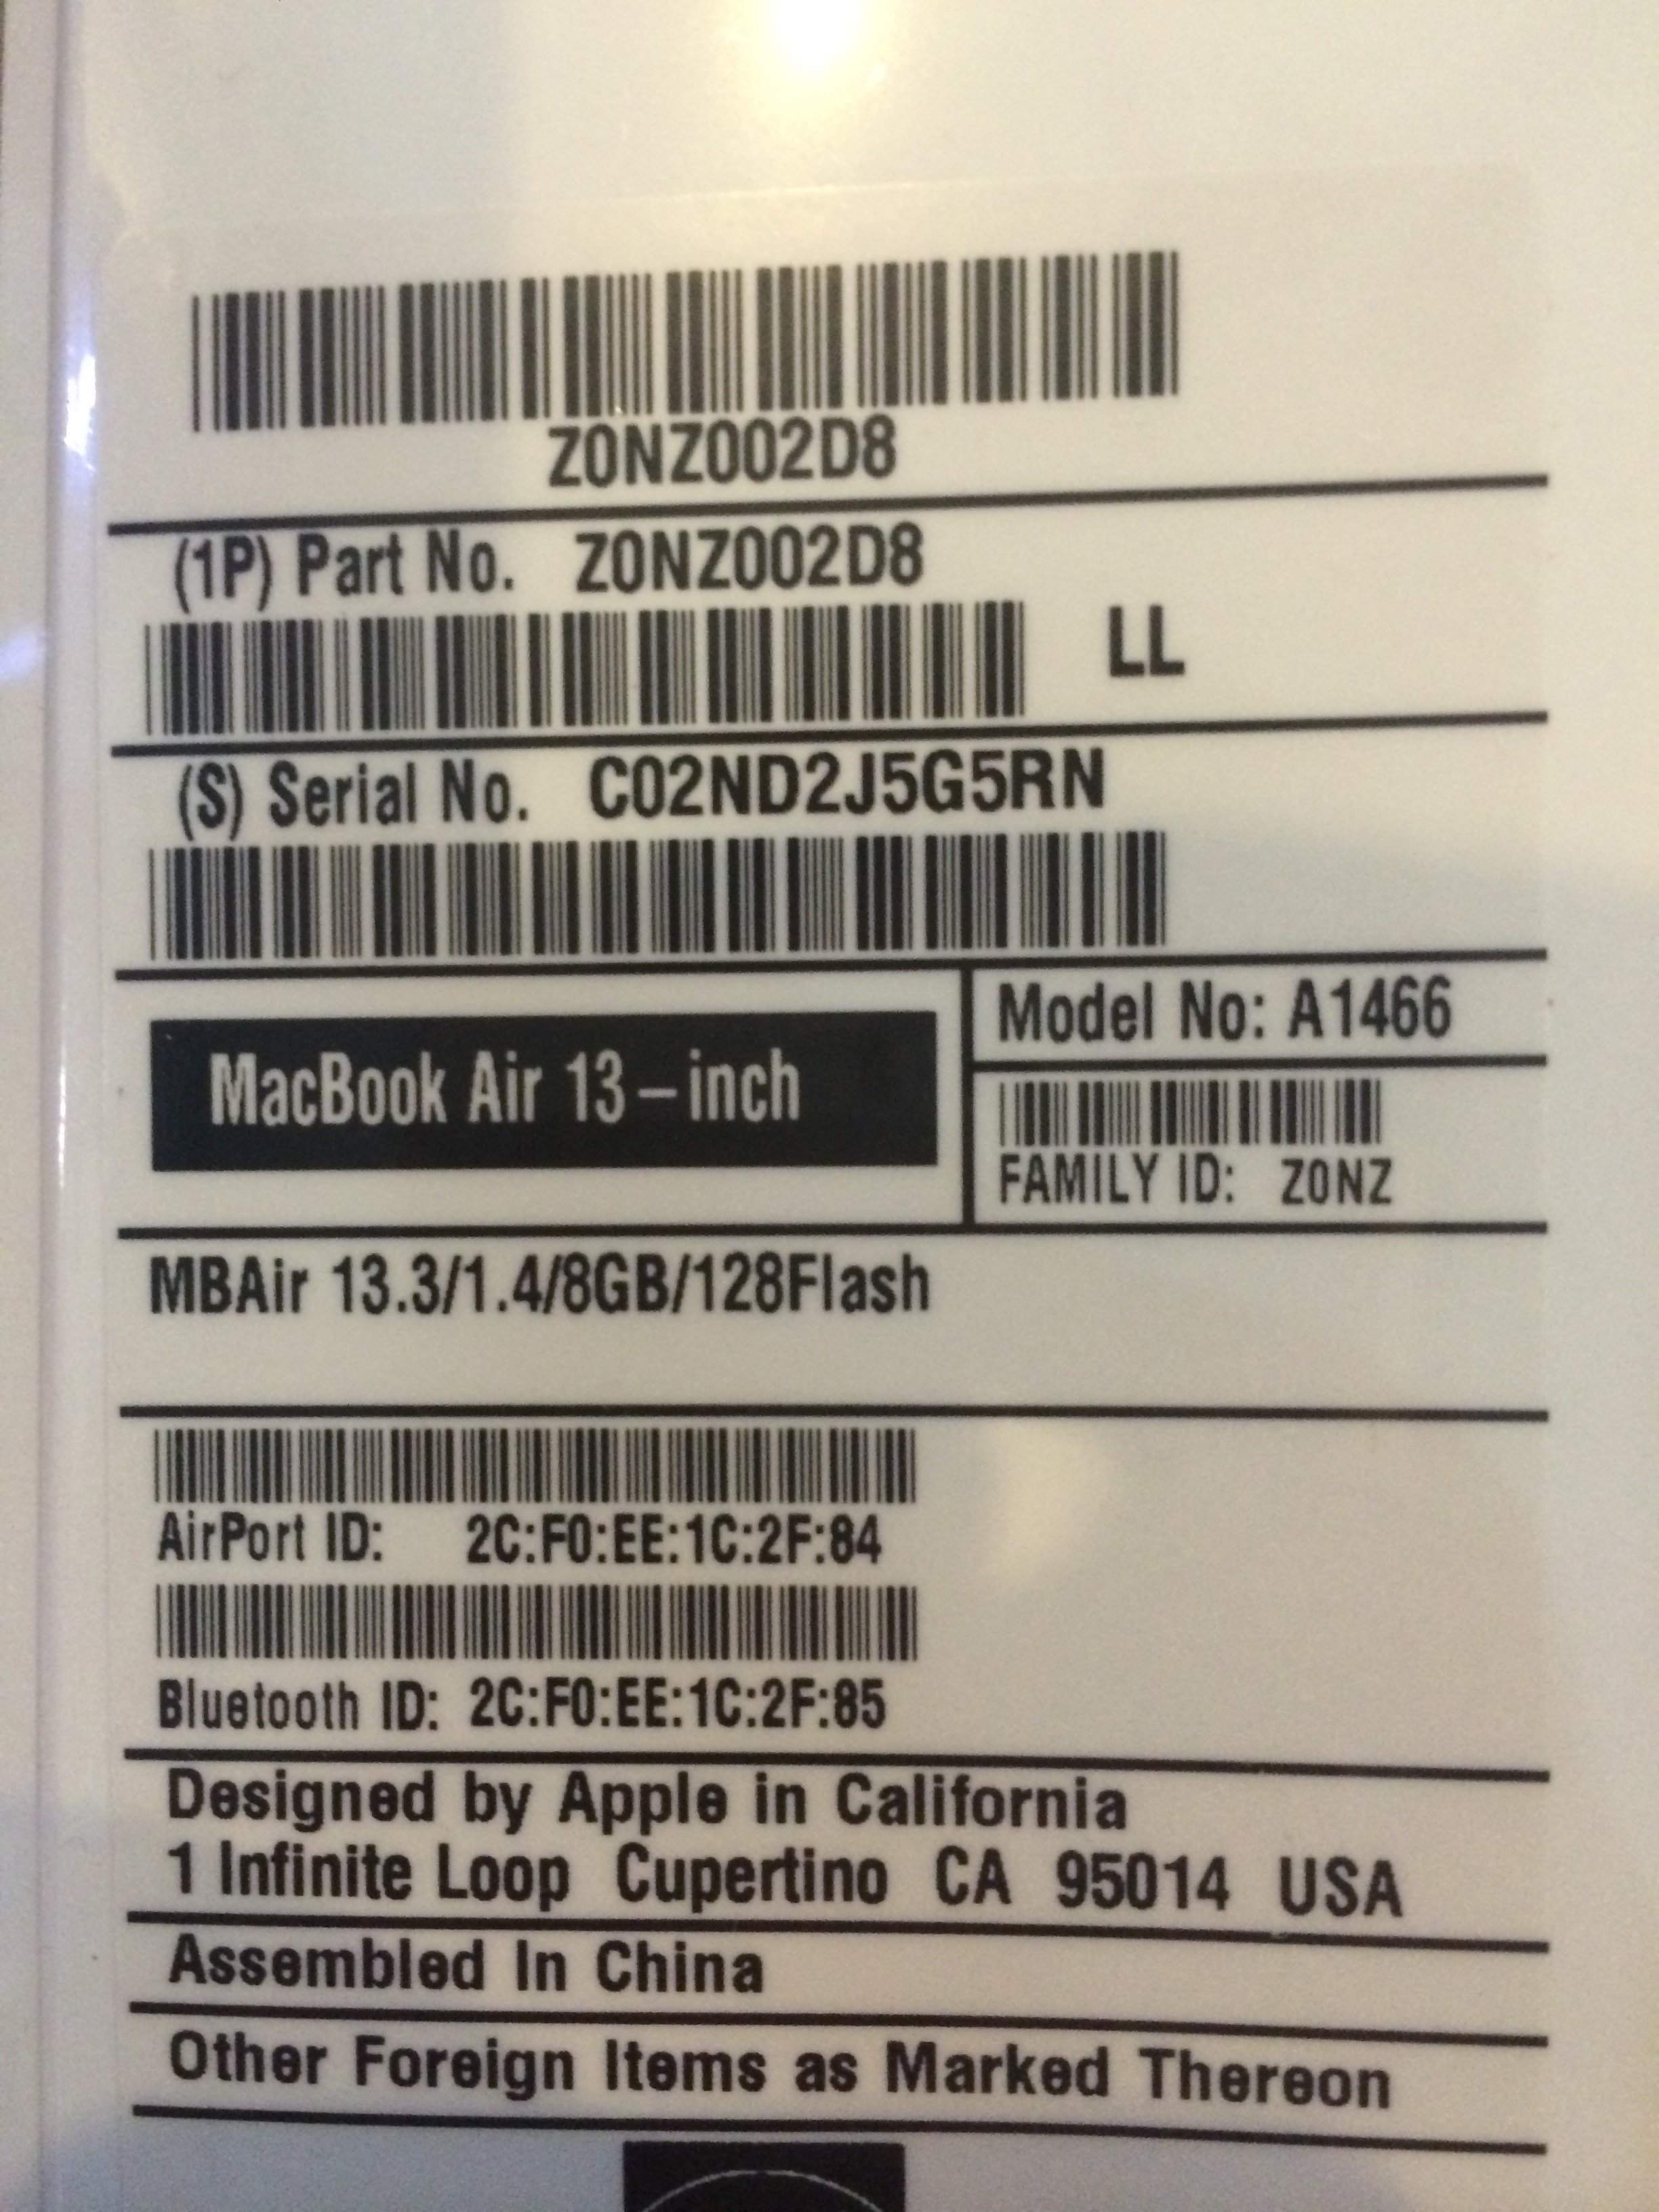 Z0NZ002D8
(1P) Part No. Z0NZ002D8
LL
(S) Serial No. C02ND2J5G5RN
MacBook Air 13 – inch
Model No: A1466
FAMILY ID: Z0NZ
MBAir 13.3/1.4/8GB/128Flash
AirPort ID: 2C:F0:EE:1C:2F:84
Bluetooth ID: 2C:F0:EE:1C:2F:85
Designed by Apple in California
1 Infinite Loop Cupertino CA 95014 USA
Assembled In China
Other Foreign Items as Marked Thereon